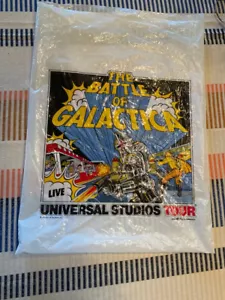 THE
BATTLE
OF
GALACTICA
LIVE
UNIVERSAL STUDIOS TOUR